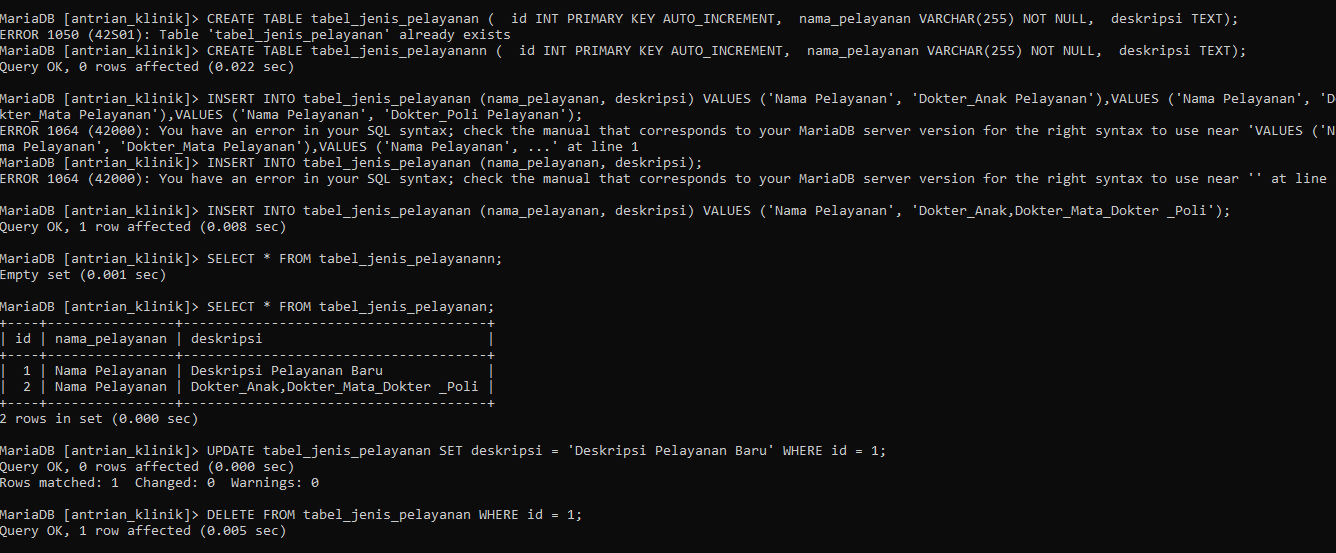 MariaDB [antrian_klinik]> CREATE TABLE tabel_jenis_pelayanan (  id INT PRIMARY KEY AUTO_INCREMENT,  nama_pelayanan VARCHAR(255) NOT NULL,  deskripsi TEXT);
ERROR 1050 (42S01): Table 'tabel_jenis_pelayanan' already exists
MariaDB [antrian_klinik]> CREATE TABLE tabel_jenis_pelayanann (  id INT PRIMARY KEY AUTO_INCREMENT,  nama_pelayanan VARCHAR(255) NOT NULL,  deskripsi TEXT);
Query OK, 0 rows affected (0.022 sec)
MariaDB [antrian_klinik]> INSERT INTO tabel_jenis_pelayanan (nama_pelayanan, deskripsi) VALUES ('Nama Pelayanan', 'Dokter_Anak Pelayanan'),VALUES ('Nama Pelayanan', 'Do
kter_Mata Pelayanan'),VALUES ('Nama Pelayanan', 'Dokter_Poli Pelayanan');
ERROR 1064 (42000): You have an error in your SQL syntax; check the manual that corresponds to your MariaDB server version for the right syntax to use near 'VALUES ('N
ma Pelayanan', 'Dokter_Mata Pelayanan'),VALUES ('Nama Pelayanan', ...' at line 1
MariaDB [antrian_klinik]> INSERT INTO tabel_jenis_pelayanan (nama_pelayanan, deskripsi);
ERROR 1064 (42000): You have an error in your SQL syntax; check the manual that corresponds to your MariaDB server version for the right syntax to use near '' at line
MariaDB [antrian_klinik]> INSERT INTO tabel_jenis_pelayanan (nama_pelayanan, deskripsi) VALUES ('Nama Pelayanan', 'Dokter_Anak,Dokter_Mata_Dokter _Poli');
Query OK, 1 row affected (0.008 sec)
MariaDB [antrian_klinik]> SELECT * FROM tabel_jenis_pelayanann;
Empty set (0.001 sec)
MariaDB [antrian_klinik]> SELECT * FROM tabel_jenis_pelayanan;
+----+----------------+--------------------------------------+
| id | nama_pelayanan | deskripsi                            |
+----+----------------+--------------------------------------+
|  1 | Nama Pelayanan | Deskripsi Pelayanan Baru             |
|  2 | Nama Pelayanan | Dokter_Anak,Dokter_Mata_Dokter _Poli |
+----+----------------+--------------------------------------+
2 rows in set (0.000 sec)
MariaDB [antrian_klinik]> UPDATE tabel_jenis_pelayanan SET deskripsi = 'Deskripsi Pelayanan Baru' WHERE id = 1;
Query OK, 0 rows affected (0.000 sec)
Rows matched: 1  Changed: 0  Warnings: 0
MariaDB [antrian_klinik]> DELETE FROM tabel_jenis_pelayanan WHERE id = 1;
Query OK, 1 row affected (0.005 sec)